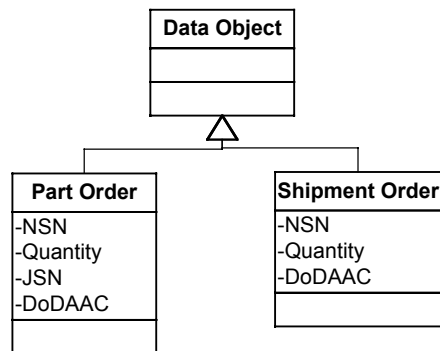 Data Object
Part Order
-NSN
-Quantity
-JSN
-DoDAAC
Shipment Order
-NSN
-Quantity
-DoDAAC